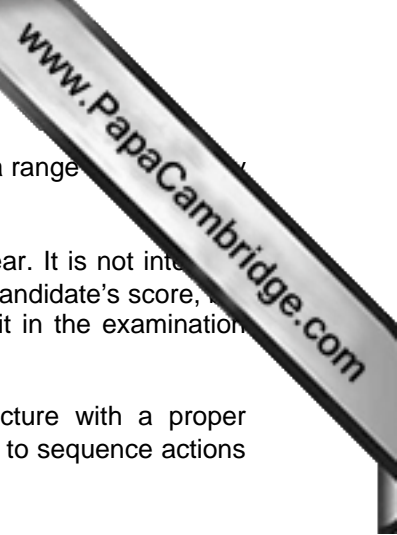 www.PapaCambridge.com
a range
ear. It is not
andidate's score,
it in the examination
cture with a proper
to sequence actions